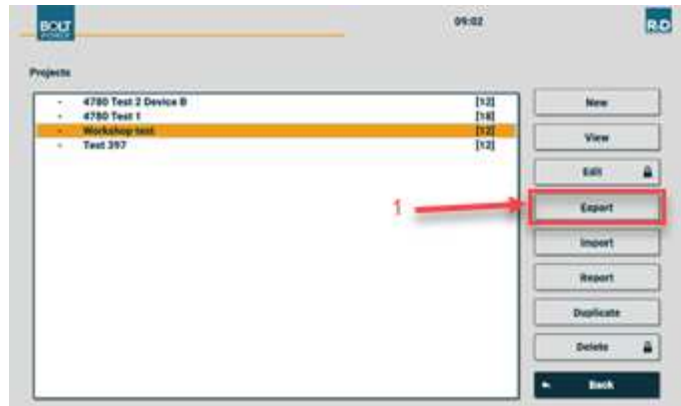 BOLT
09:02
R&D
Projects
- 4780 Test 2 Device B [12]
- 4780 Test 1 [18]
- Workshop test [12]
- Test 397 [12]
New
View
Edit
1
Export
Import
Report
Duplicate
Delete
Back